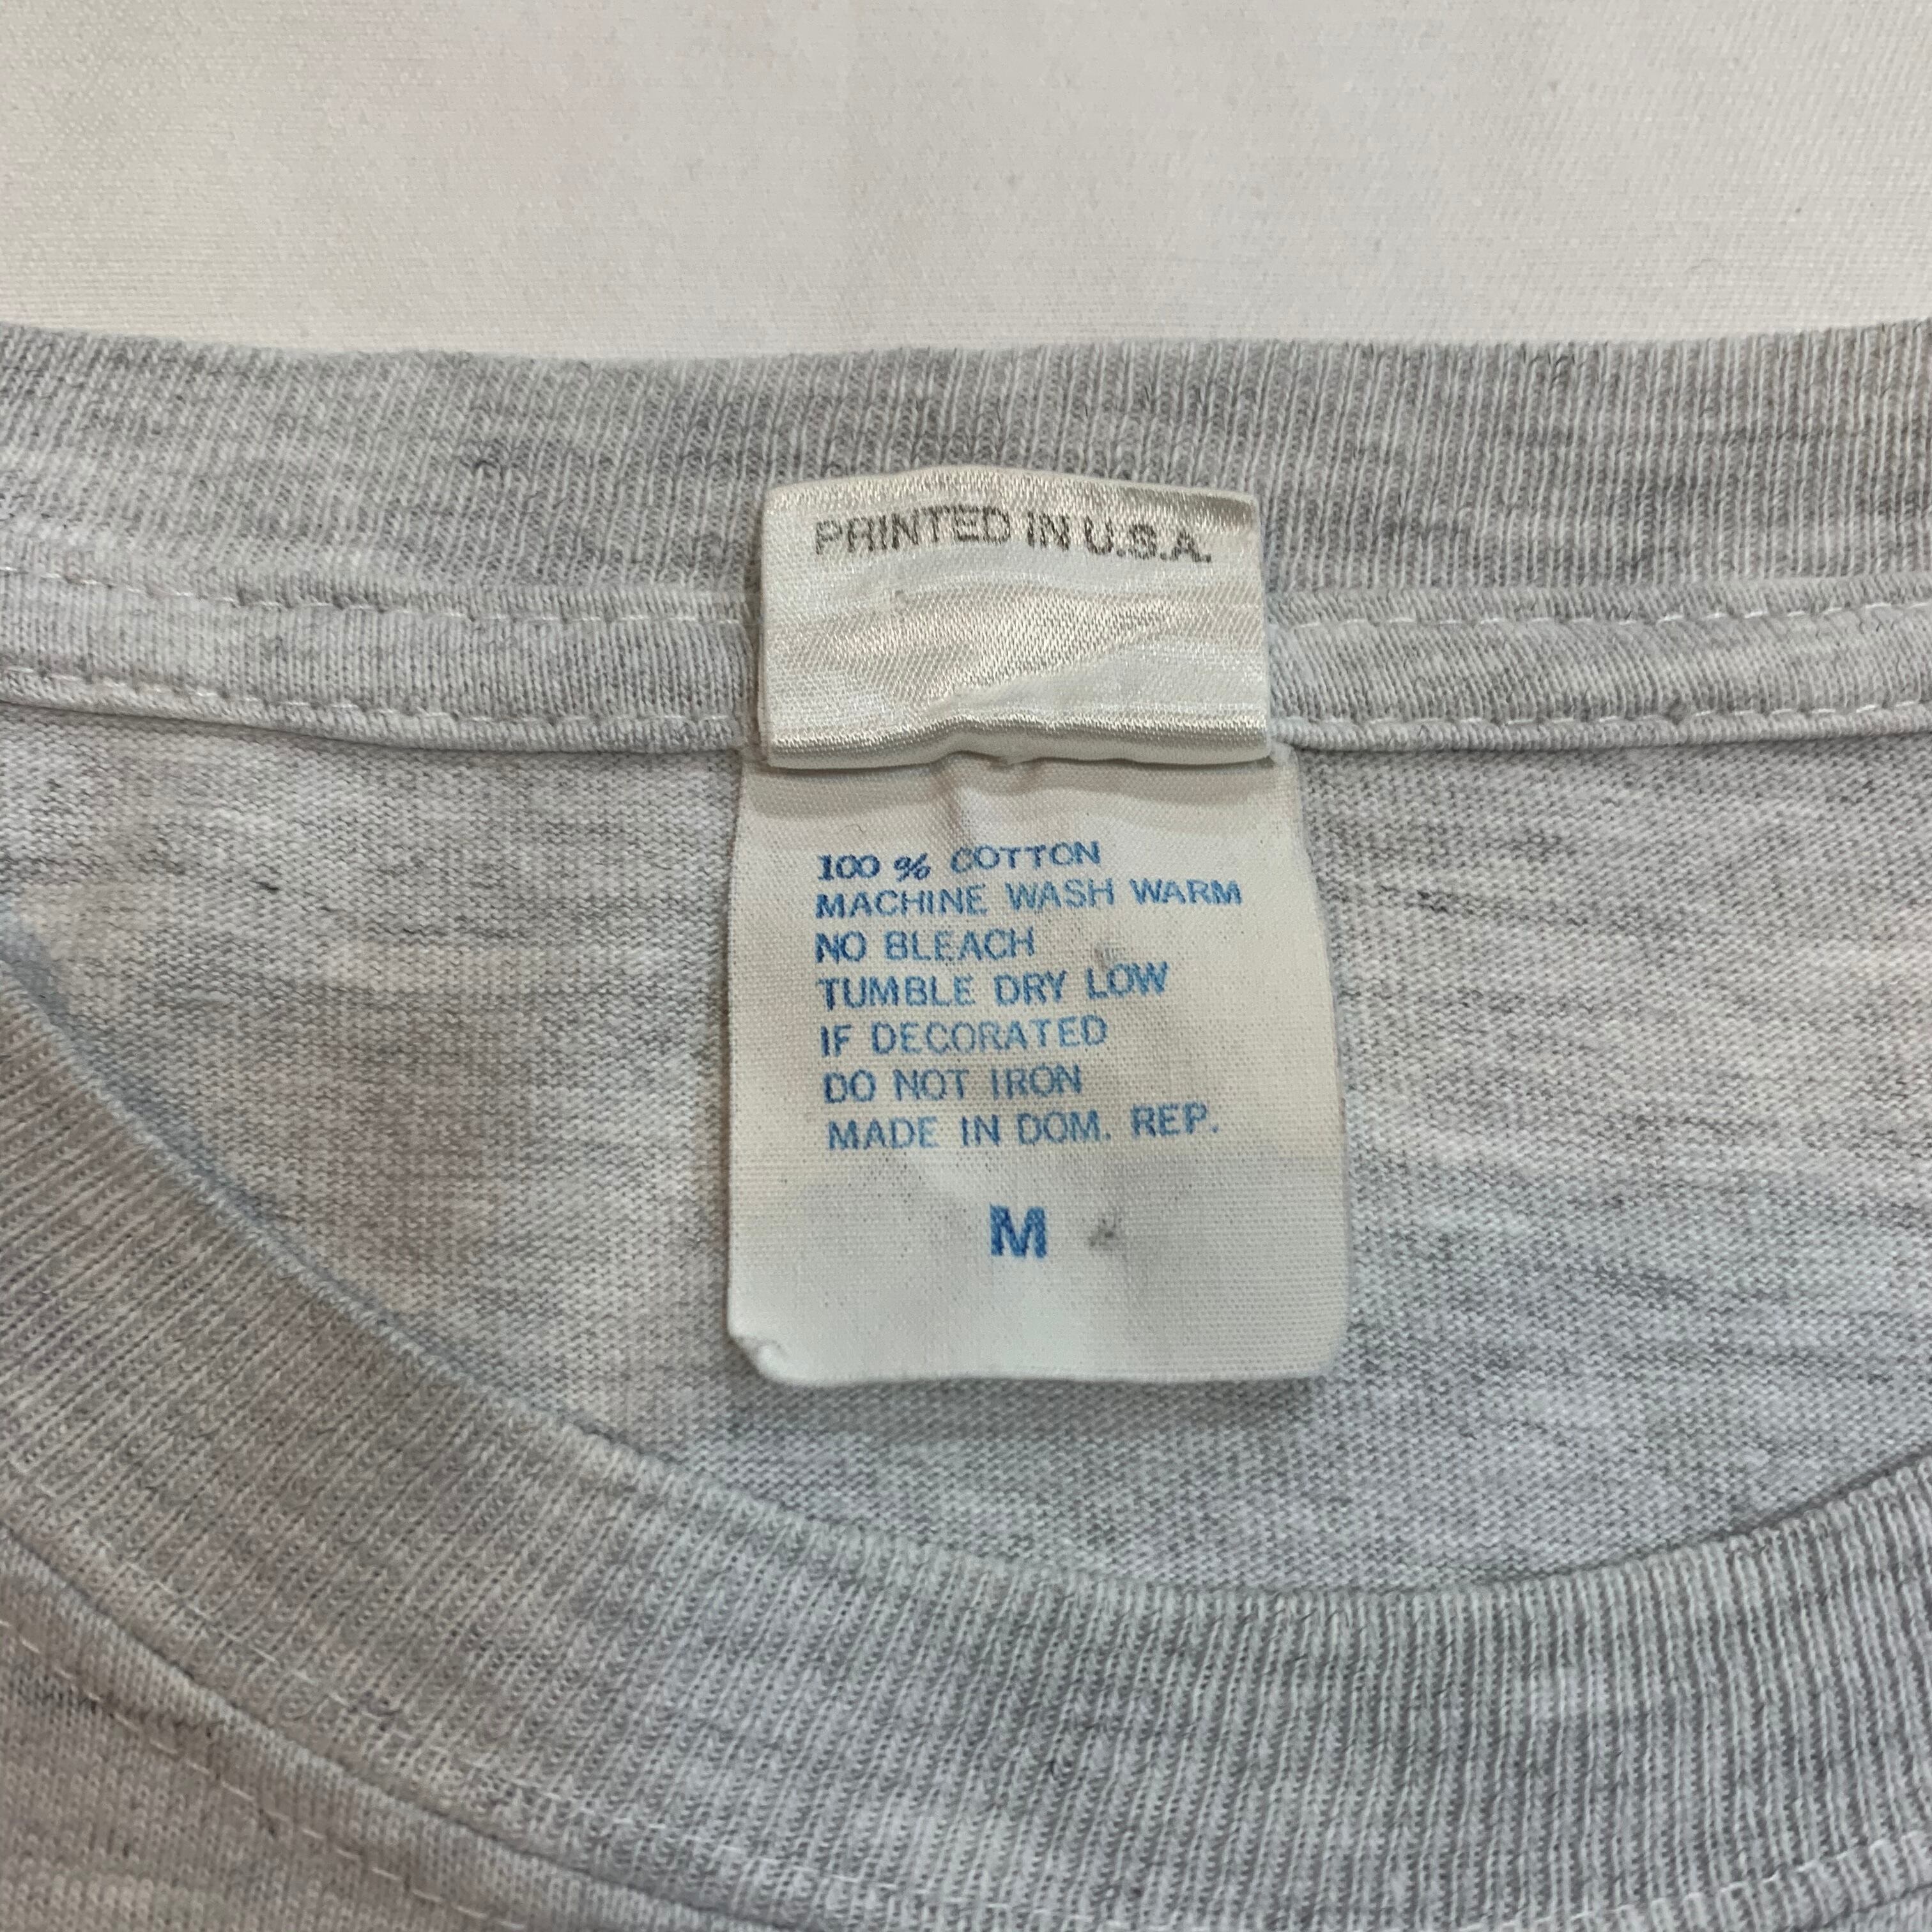 PRINTED IN U.S.A.
100 % COTTON
MACHINE WASH WARM
NO BLEACH
TUMBLE DRY LOW
IF DECORATED
DO NOT IRON
MADE IN DOM. REP.
M